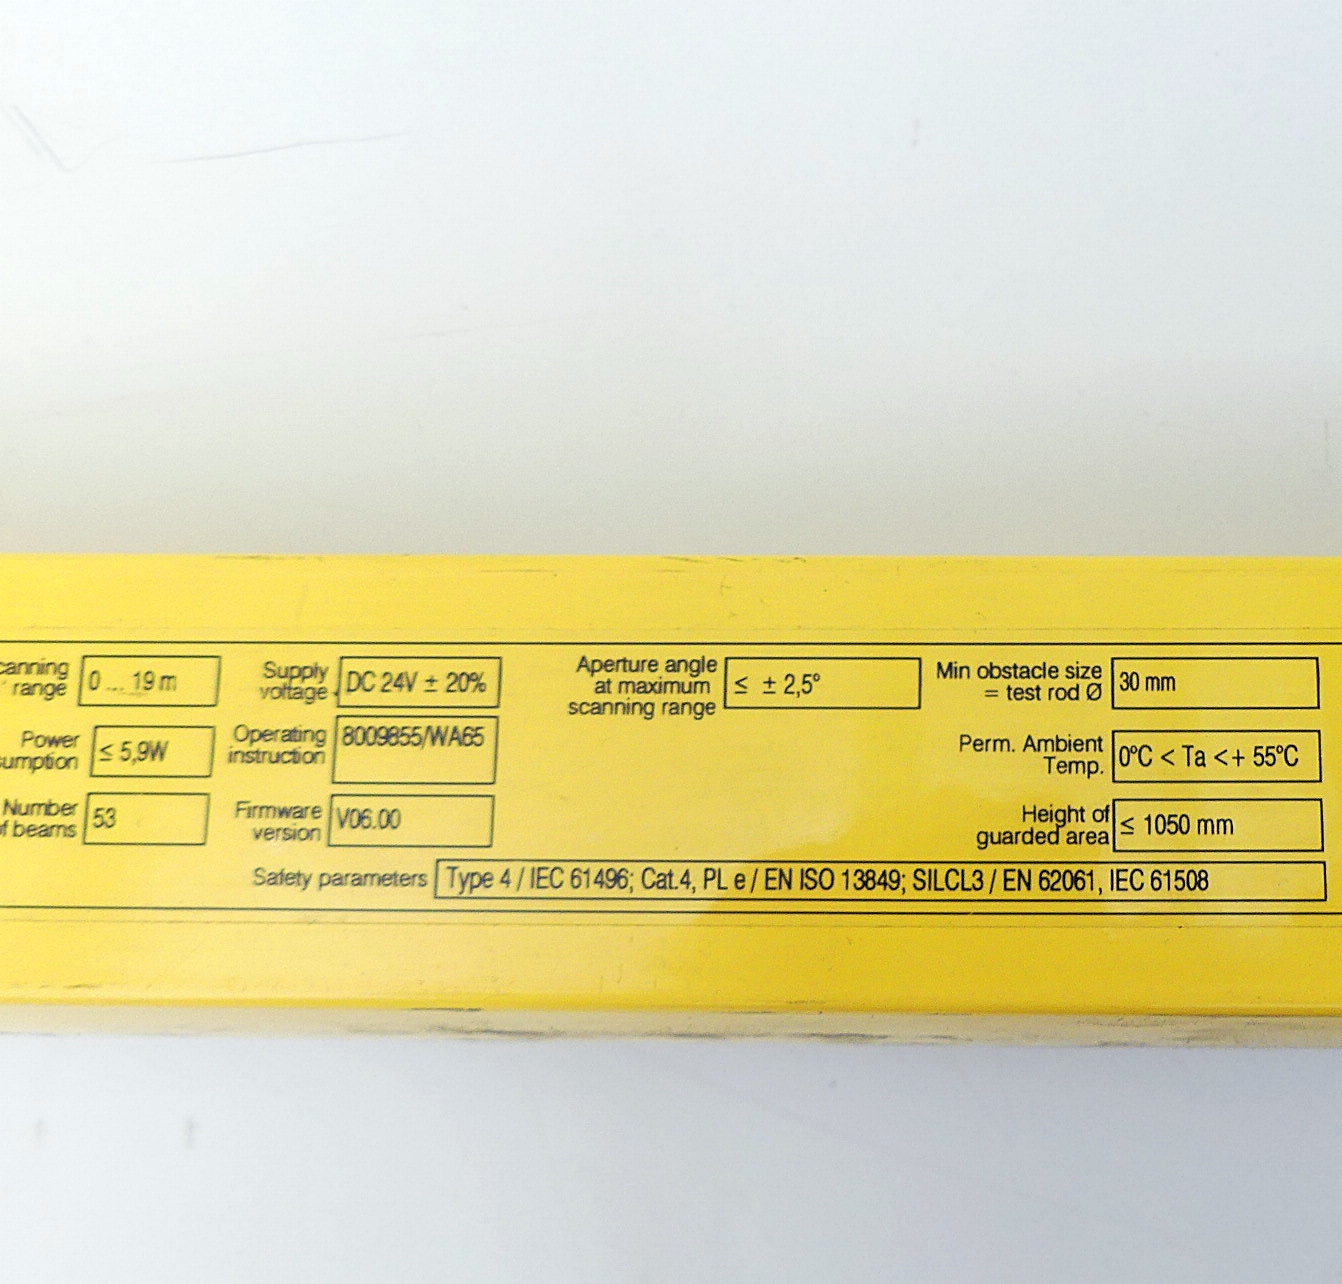 canning
range
0 ... 19 m
Supply
voltage
DC 24V ± 20%
Aperture angle
at maximum
scanning range
≤ ± 2,5°
Min obstacle size
= test rod Ø
30 mm
Power
umption
≤ 5,9W
Operating
instruction
8009855/WA65
Perm. Ambient
Temp.
0°C < Ta <+ 55°C
Number
of beams
53
Firmware
version
V06.00
Height of
guarded area
≤ 1050 mm
Safety parameters
Type 4 / IEC 61496; Cat.4, PL e / EN ISO 13849; SILCL3 / EN 62061, IEC 61508